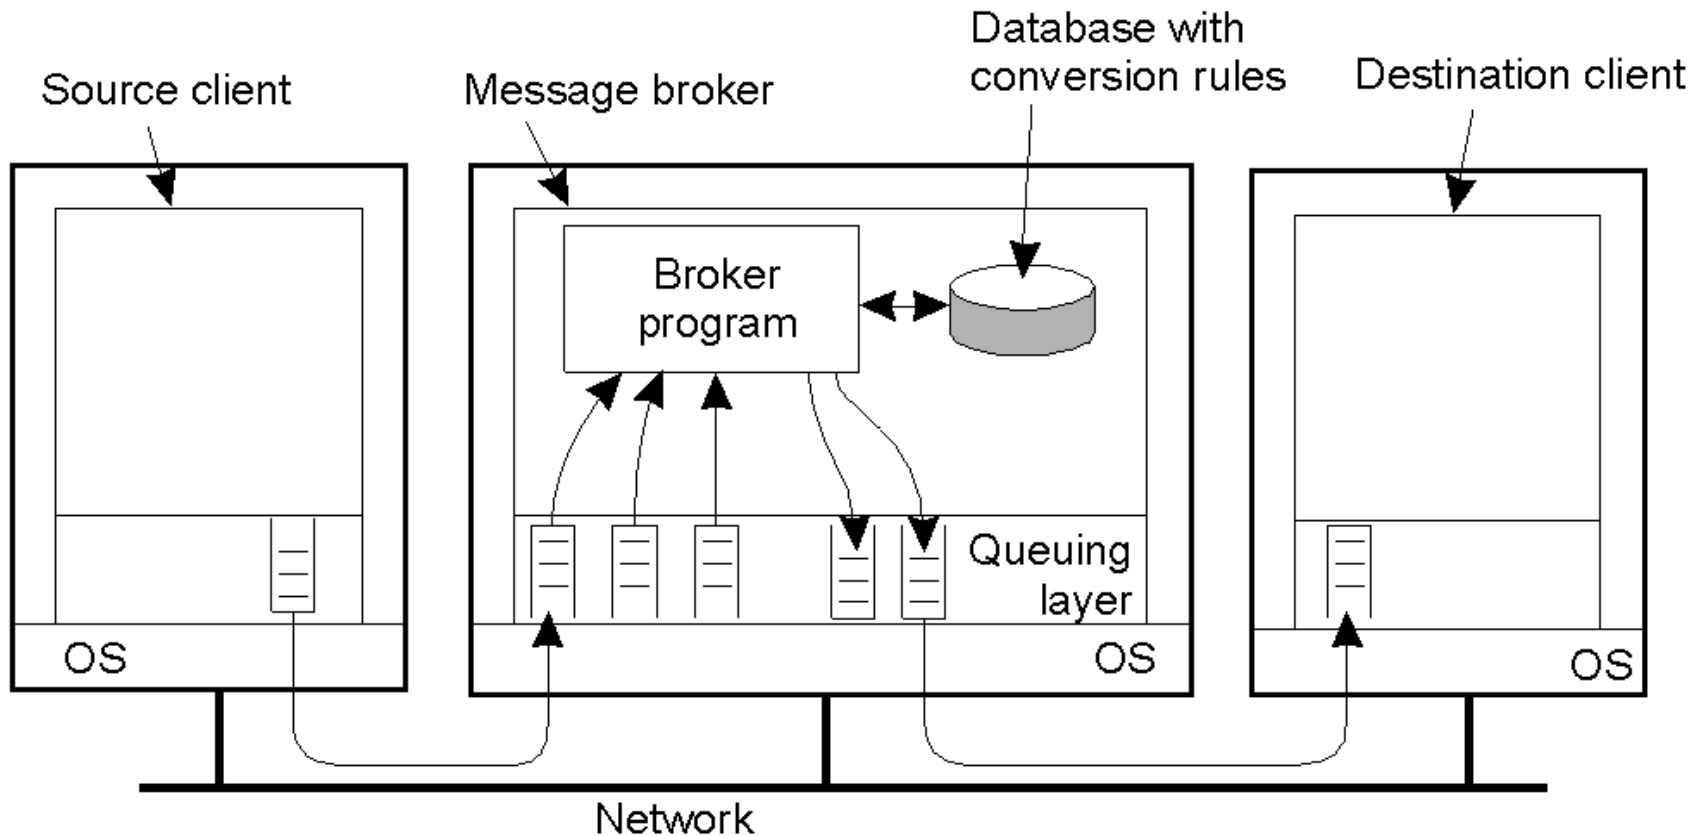 Source client
Message broker
Database with
conversion rules
Destination client
Broker
program
Queuing
layer
OS
OS
OS
Network